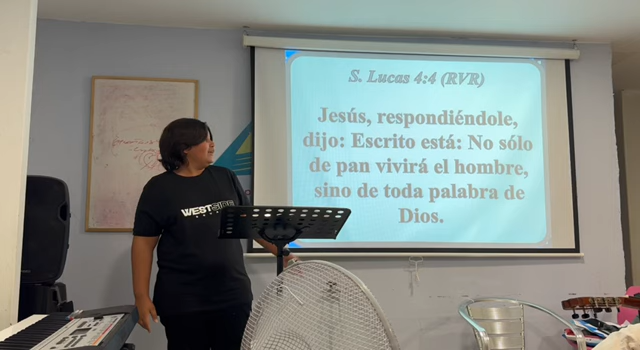 S. Lucas 4:4 (RVR)
Jesús, respondiéndole,
dijo: Escrito está: No sólo
de pan vivirá el hombre,
sino de toda palabra de
Dios.
WESTSIDE